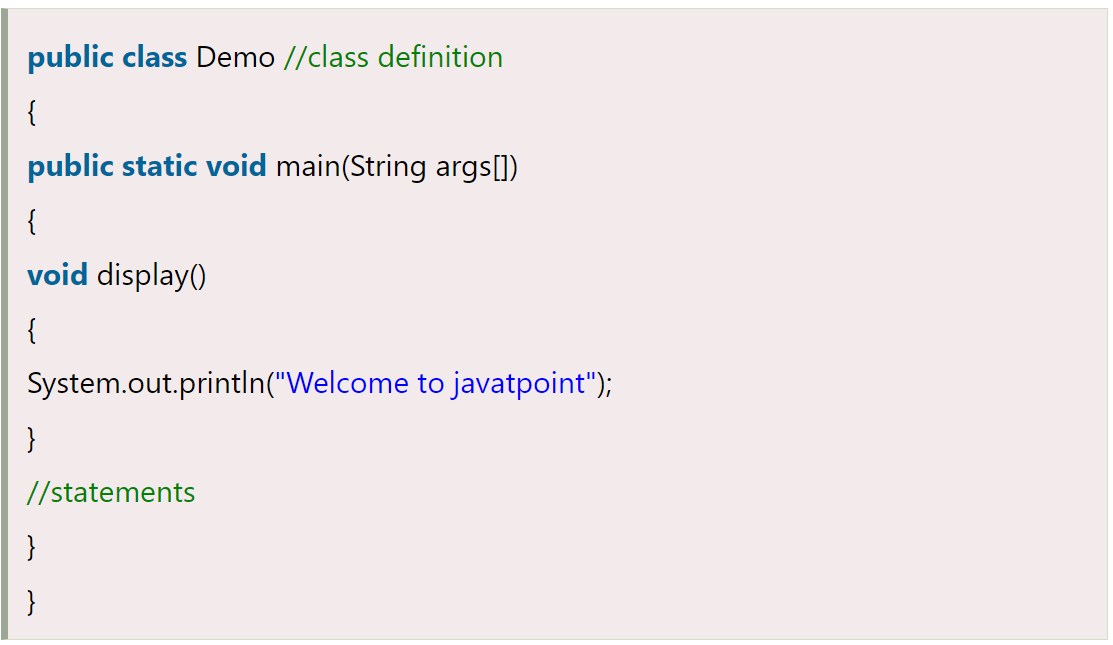 public class Demo //class definition
{
public static void main(String args[])
{
void display()
{
System.out.println("Welcome to javatpoint");
}
//statements
}
}